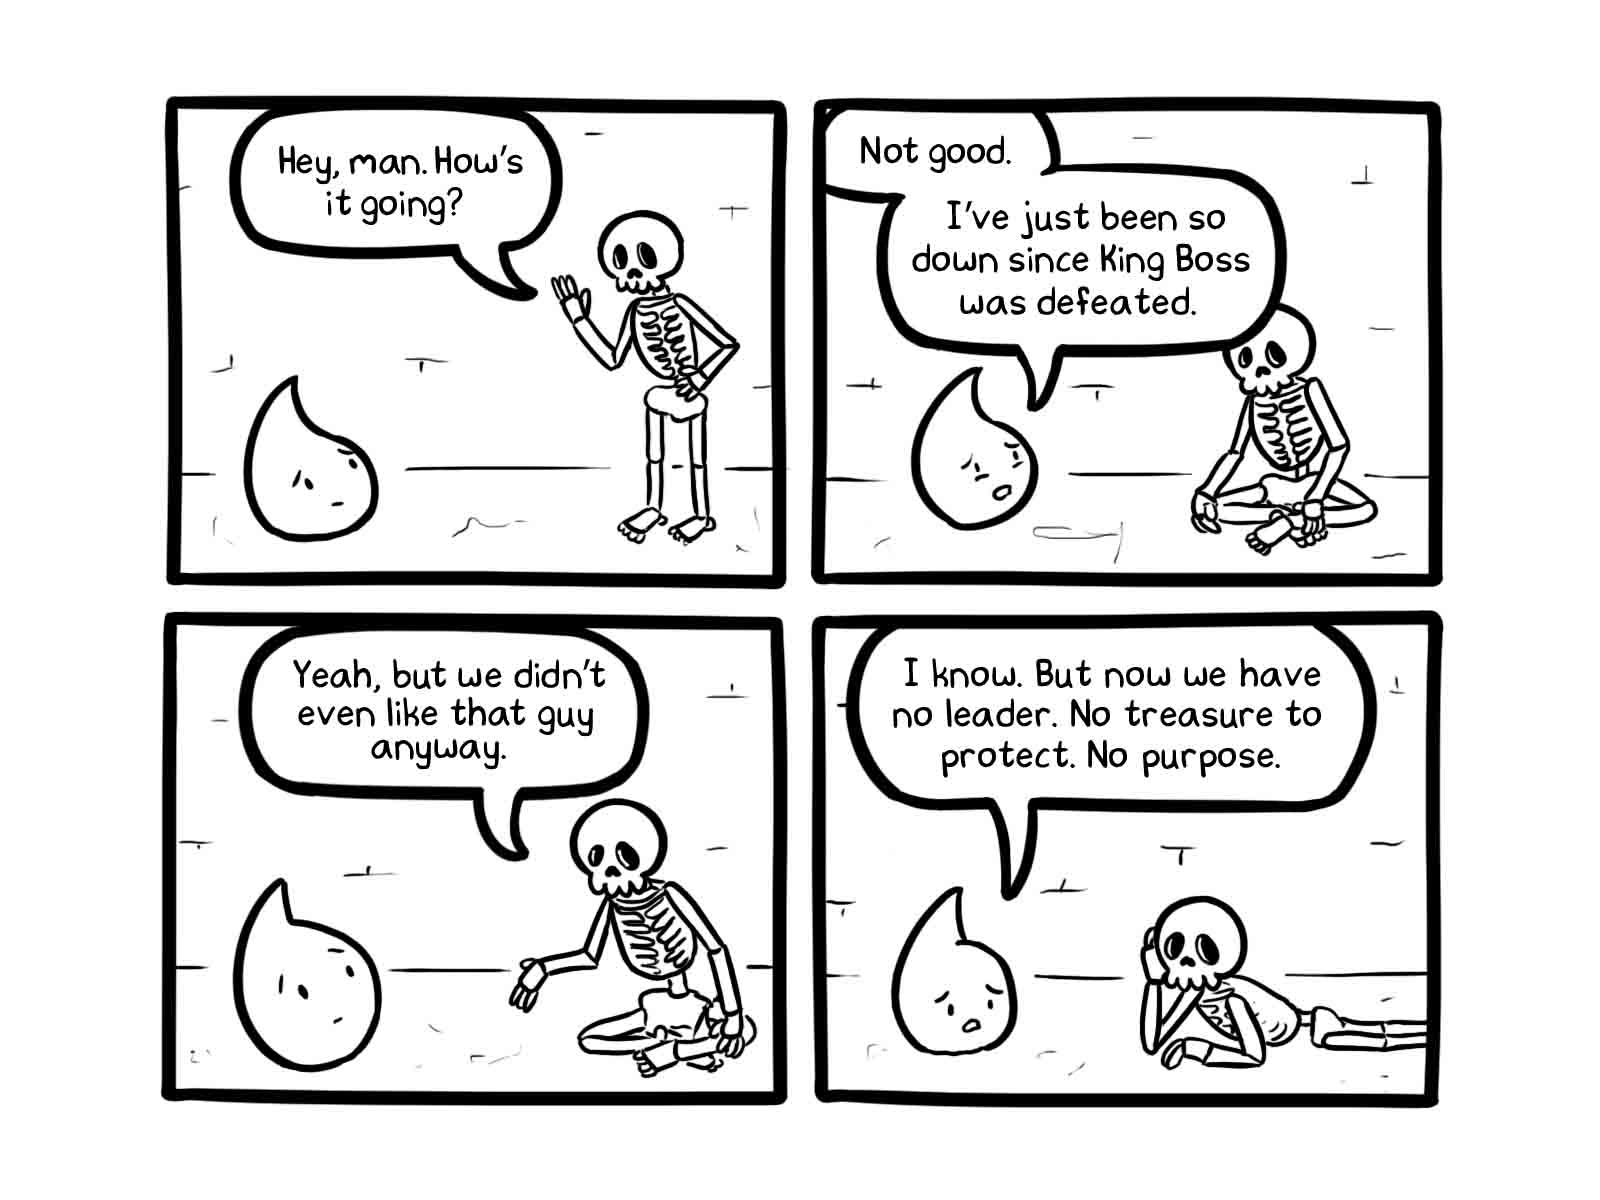 Hey, man. How's
it going?
Not good.
I've just been so
down since King Boss
was defeated.
Yeah, but we didn't
even like that guy
anyway.
I know. But now we have
no leader. No treasure to
protect. No purpose.